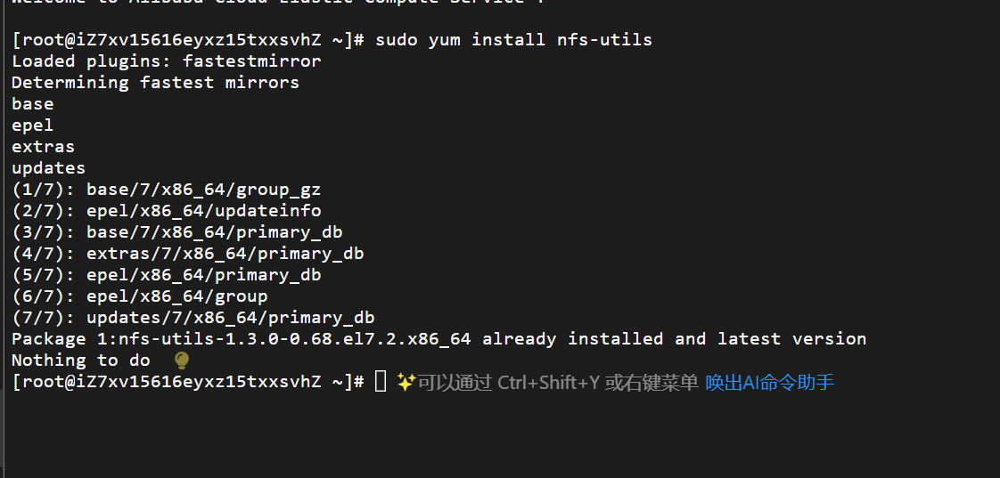 Welcome to Alibaba Cloud Elastic Compute Service !
[root@iZ7xv15616eyxz15txxsvhZ ~]# sudo yum install nfs-utils
Loaded plugins: fastestmirror
Determining fastest mirrors
base
epel
extras
updates
(1/7): base/7/x86_64/group_gz
(2/7): epel/x86_64/updateinfo
(3/7): base/7/x86_64/primary_db
(4/7): extras/7/x86_64/primary_db
(5/7): epel/x86_64/primary_db
(6/7): epel/x86_64/group
(7/7): updates/7/x86_64/primary_db
Package 1:nfs-utils-1.3.0-0.68.el7.2.x86_64 already installed and latest version
Nothing to do
[root@iZ7xv15616eyxz15txxsvhZ ~]# ✨可以通过 Ctrl+Shift+Y 或右键菜单 唤出AI命令助手